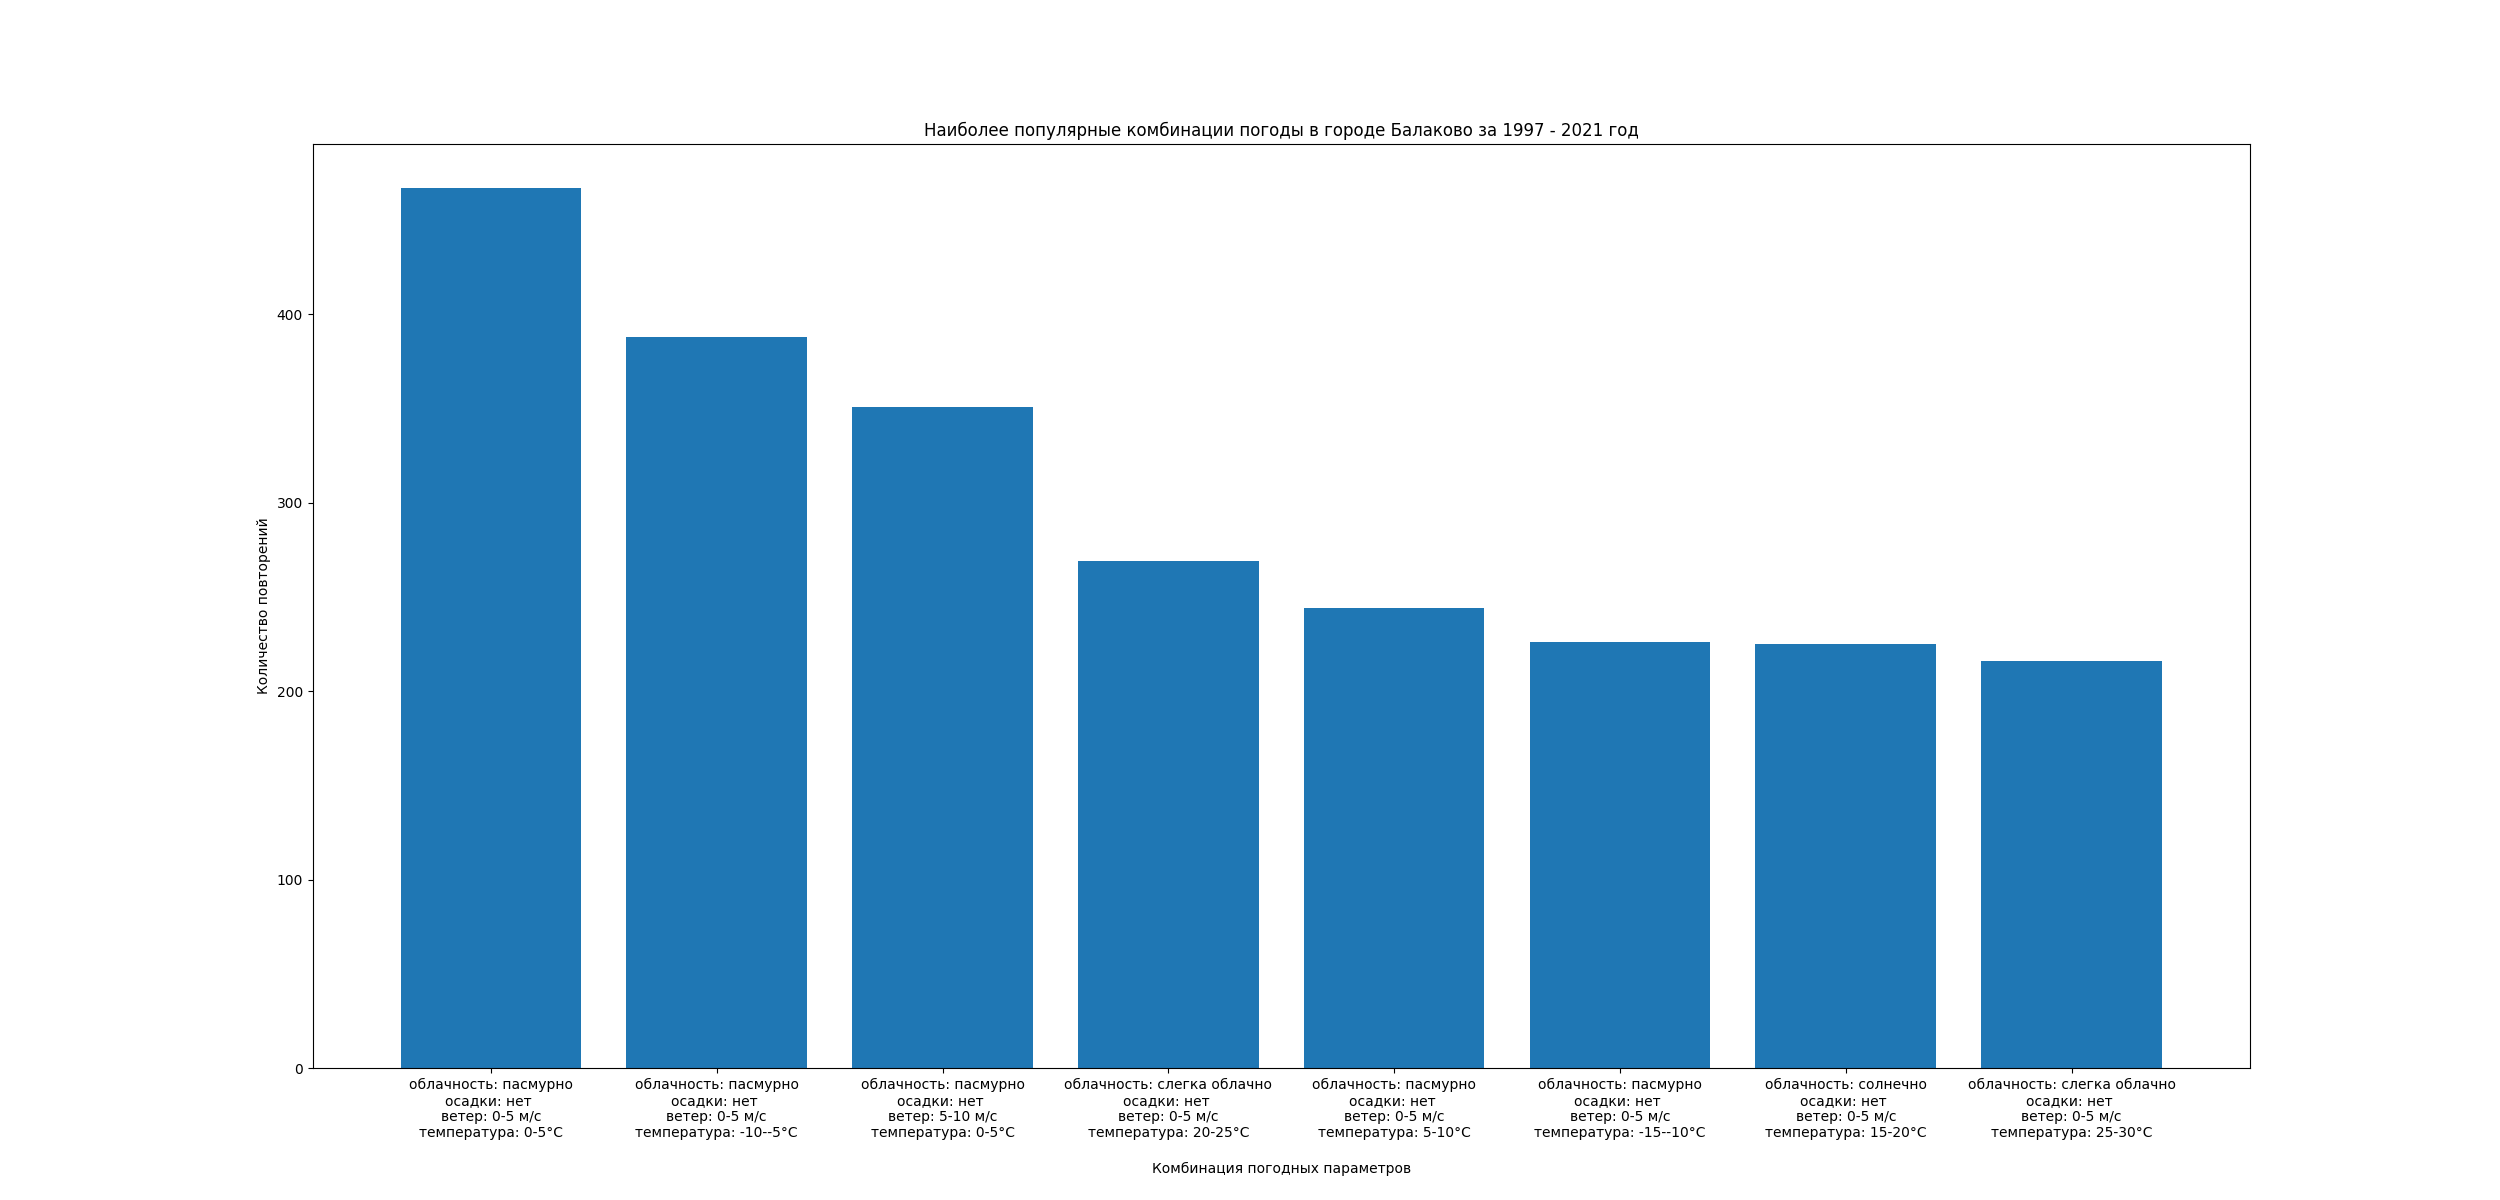 Наиболее популярные комбинации погоды в городе Балаково за 1997 - 2021 год
Количество повторений
400
300
200
100
0
облачность: пасмурно
осадки: нет
ветер: 0-5 м/с
температура: 0-5°C
облачность: пасмурно
осадки: нет
ветер: 0-5 м/с
температура: -10--5°C
облачность: пасмурно
осадки: нет
ветер: 5-10 м/с
температура: 0-5°C
облачность: слегка облачно
осадки: нет
ветер: 0-5 м/с
температура: 20-25°C
облачность: пасмурно
осадки: нет
ветер: 0-5 м/с
температура: 5-10°C
облачность: пасмурно
осадки: нет
ветер: 0-5 м/с
температура: -15--10°C
облачность: солнечно
осадки: нет
ветер: 0-5 м/с
температура: 15-20°C
облачность: слегка облачно
осадки: нет
ветер: 0-5 м/с
температура: 25-30°C
Комбинация погодных параметров